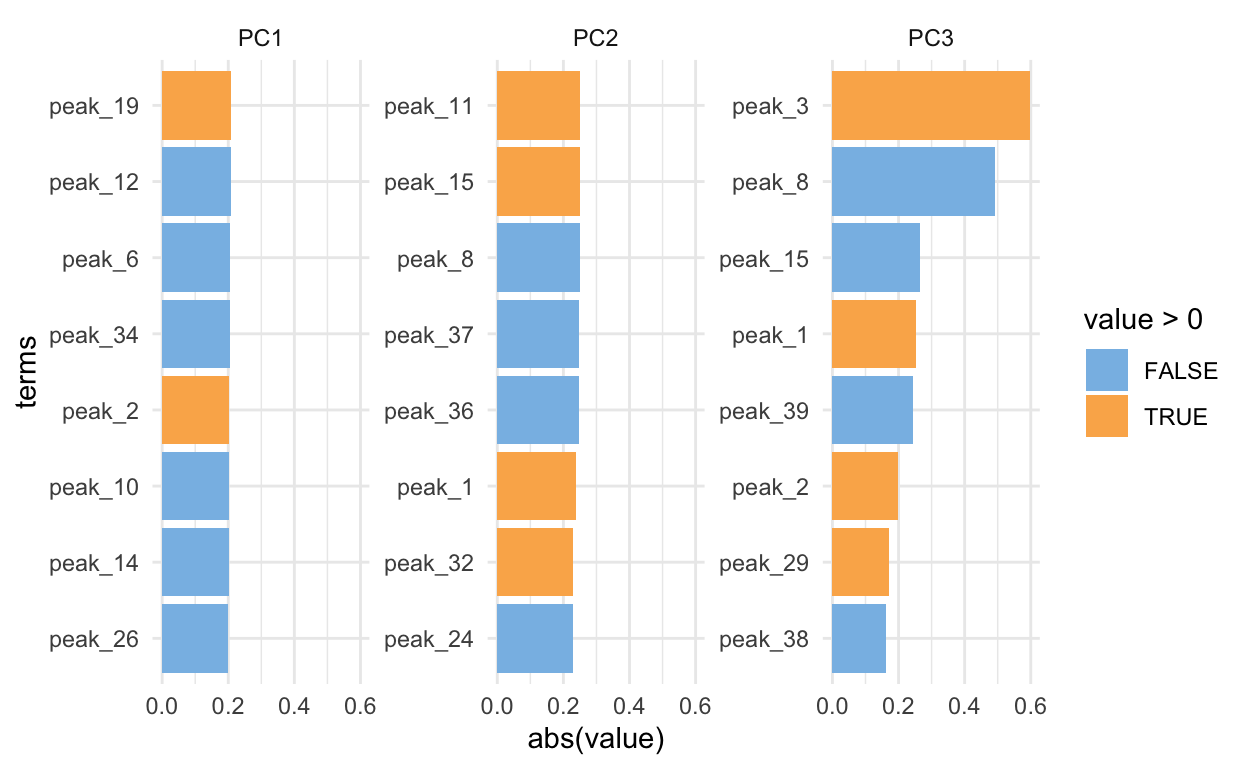 PC1
PC2
PC3
terms
peak_19
peak_12
peak_6
peak_34
peak_2
peak_10
peak_14
peak_26
0.0 0.2 0.4 0.6
peak_11
peak_15
peak_8
peak_37
peak_36
peak_1
peak_32
peak_24
0.0 0.2 0.4 0.6
peak_3
peak_8
peak_15
peak_1
peak_39
peak_2
peak_29
peak_38
0.0 0.2 0.4 0.6
abs(value)
value > 0
FALSE
TRUE